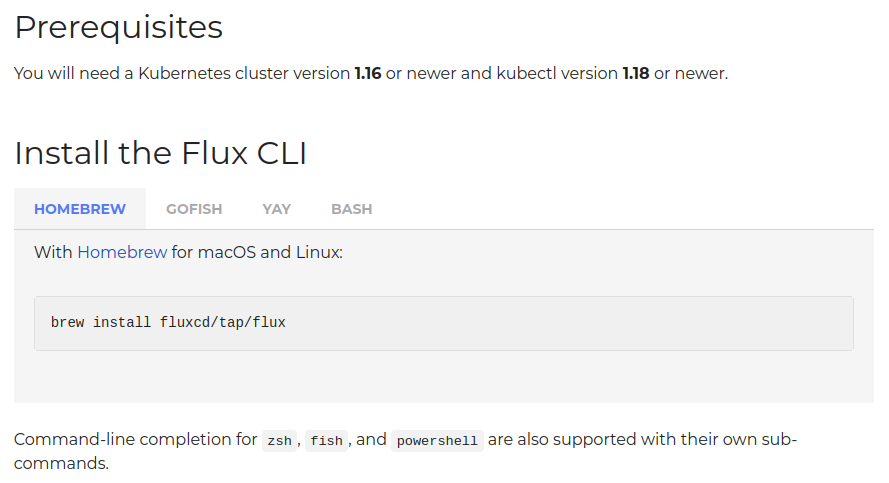 Prerequisites
You will need a Kubernetes cluster version 1.16 or newer and kubectl version 1.18 or newer.
Install the Flux CLI
HOMEBREW GOFISH YAY BASH
With Homebrew for macOS and Linux:
brew install fluxcd/tap/flux
Command-line completion for zsh, fish, and powershell are also supported with their own sub-
commands.